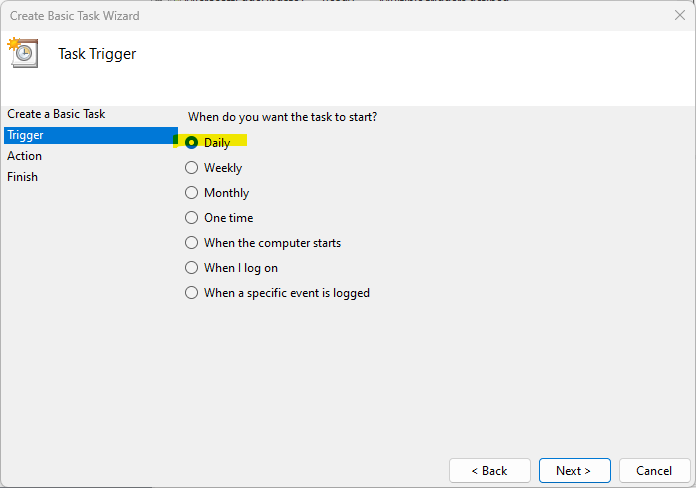 Create Basic Task Wizard
Task Trigger
Create a Basic Task
Trigger
Action
Finish
When do you want the task to start?
Daily
Weekly
Monthly
One time
When the computer starts
When I log on
When a specific event is logged
< Back
Next >
Cancel